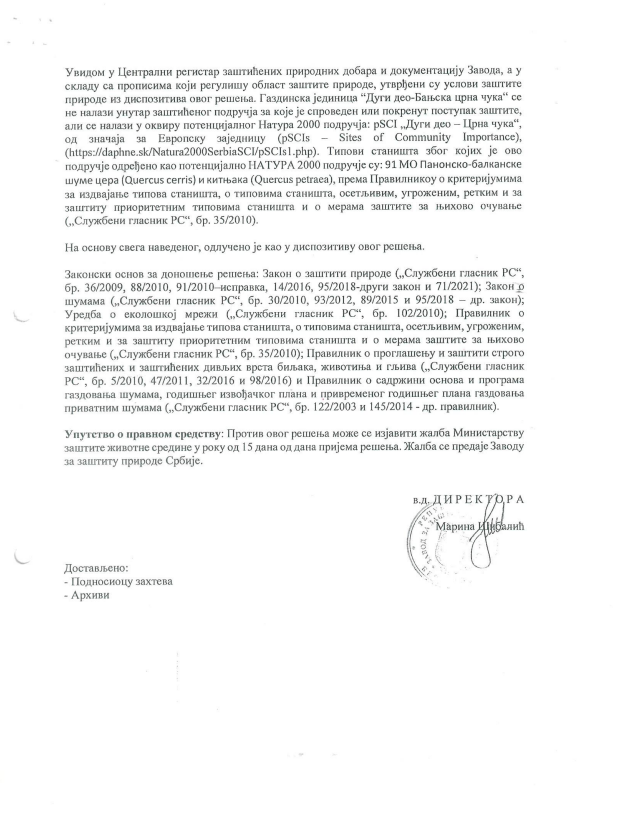 Увидом у Централни регистар заштићених природних добара и документацију Завода, а у
складу са прописима који регулишу област заштите природе, утврђени су услови заштите
природе из диспозитива овог решења. Газдинска јединица “Дуги део-Бањска црна чука“ се
не налази унутар заштићеног подручја за које је спроведен или покренут поступак заштите,
али се налази у оквиру потенцијалног Натура 2000 подручја: pSCI „Дуги део – Црна чука“,
од значаја за Европску заједницу (pSCIs – Sites of Community Importance),
(https://daphne.sk/Natura2000SerbiaSCI/pSCIs1.php). Типови станишта због којих је ово
подручје одређено као потенцијално НАТУРА 2000 подручје су: 91 МО Панонско-балканске
шуме цера (Quercus cerris) и китњака (Quercus petraea), према Правилникоу о критеријумима
за издвајање типова станишта, о типовима станишта, осетљивим, угроженим, ретким и за
заштиту приоритетним типовима станишта и о мерама заштите за њихово очување
(„Службени гласник РС“, бр. 35/2010).
На основу свега наведеног, одлучено је као у диспозитиву овог решења.
Законски основ за доношење решења: Закон о заштити природе („Службени гласник РС“,
бр. 36/2009, 88/2010, 91/2010–исправка, 14/2016, 95/2018-други закон и 71/2021); Закон о
шумама („Службени гласник РС“, бр. 30/2010, 93/2012, 89/2015 и 95/2018 – др. закон);
Уредба о еколошкој мрежи („Службени гласник РС“, бр. 102/2010); Правилник о
критеријумима за издвајање типова станишта, о типовима станишта, осетљивим, угроженим,
ретким и за заштиту приоритетним типовима станишта и о мерама заштите за њихово
очување („Службени гласник РС“, бр. 35/2010); Правилник о проглашењу и заштити строго
заштићених и заштићених дивљих врста биљака, животиња и гљива („Службени гласник
РС“, бр. 5/2010, 47/2011, 32/2016 и 98/2016) и Правилник о садржини основа и програма
газдовања шумама, годишњег извођачког плана и привременог годишњег плана газдовања
приватним шумама („Службени гласник РС“, бр. 122/2003 и 145/2014 - др. правилник).
Упутство о правном средству: Против овог решења може се изјавити жалба Министарству
заштите животне средине у року од 15 дана од дана пријема решења. Жалба се предаје Заводу
за заштиту природе Србије.
в.д. Д И Р Е К Т О Р А
Марина Шибалић
Достављено:
- Подносиоцу захтева
- Архиви